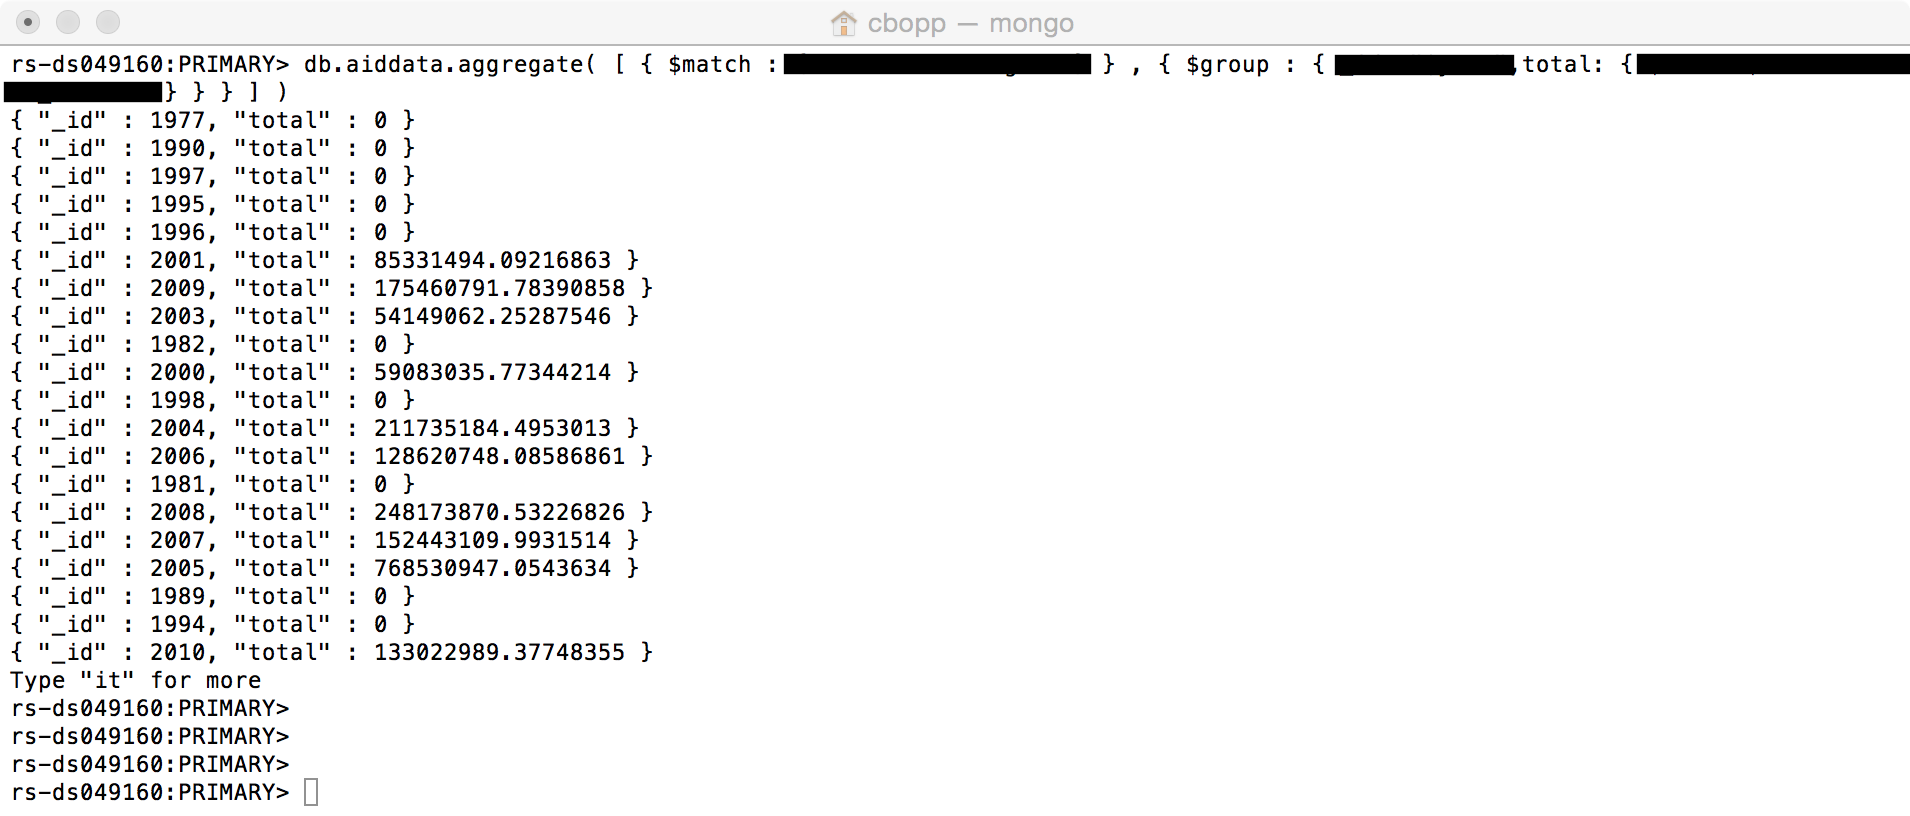 cbopp — mongo
rs-ds049160:PRIMARY> db.aiddata.aggregate( [ { $match : } , { $group : { ,total: {
} } } ] )
{ "_id" : 1977, "total" : 0 }
{ "_id" : 1990, "total" : 0 }
{ "_id" : 1997, "total" : 0 }
{ "_id" : 1995, "total" : 0 }
{ "_id" : 1996, "total" : 0 }
{ "_id" : 2001, "total" : 85331494.09216863 }
{ "_id" : 2009, "total" : 175460791.78390858 }
{ "_id" : 2003, "total" : 54149062.25287546 }
{ "_id" : 1982, "total" : 0 }
{ "_id" : 2000, "total" : 59083035.77344214 }
{ "_id" : 1998, "total" : 0 }
{ "_id" : 2004, "total" : 211735184.4953013 }
{ "_id" : 2006, "total" : 128620748.08586861 }
{ "_id" : 1981, "total" : 0 }
{ "_id" : 2008, "total" : 248173870.53226826 }
{ "_id" : 2007, "total" : 152443109.9931514 }
{ "_id" : 2005, "total" : 768530947.0543634 }
{ "_id" : 1989, "total" : 0 }
{ "_id" : 1994, "total" : 0 }
{ "_id" : 2010, "total" : 133022989.37748355 }
Type "it" for more
rs-ds049160:PRIMARY>
rs-ds049160:PRIMARY>
rs-ds049160:PRIMARY>
rs-ds049160:PRIMARY>